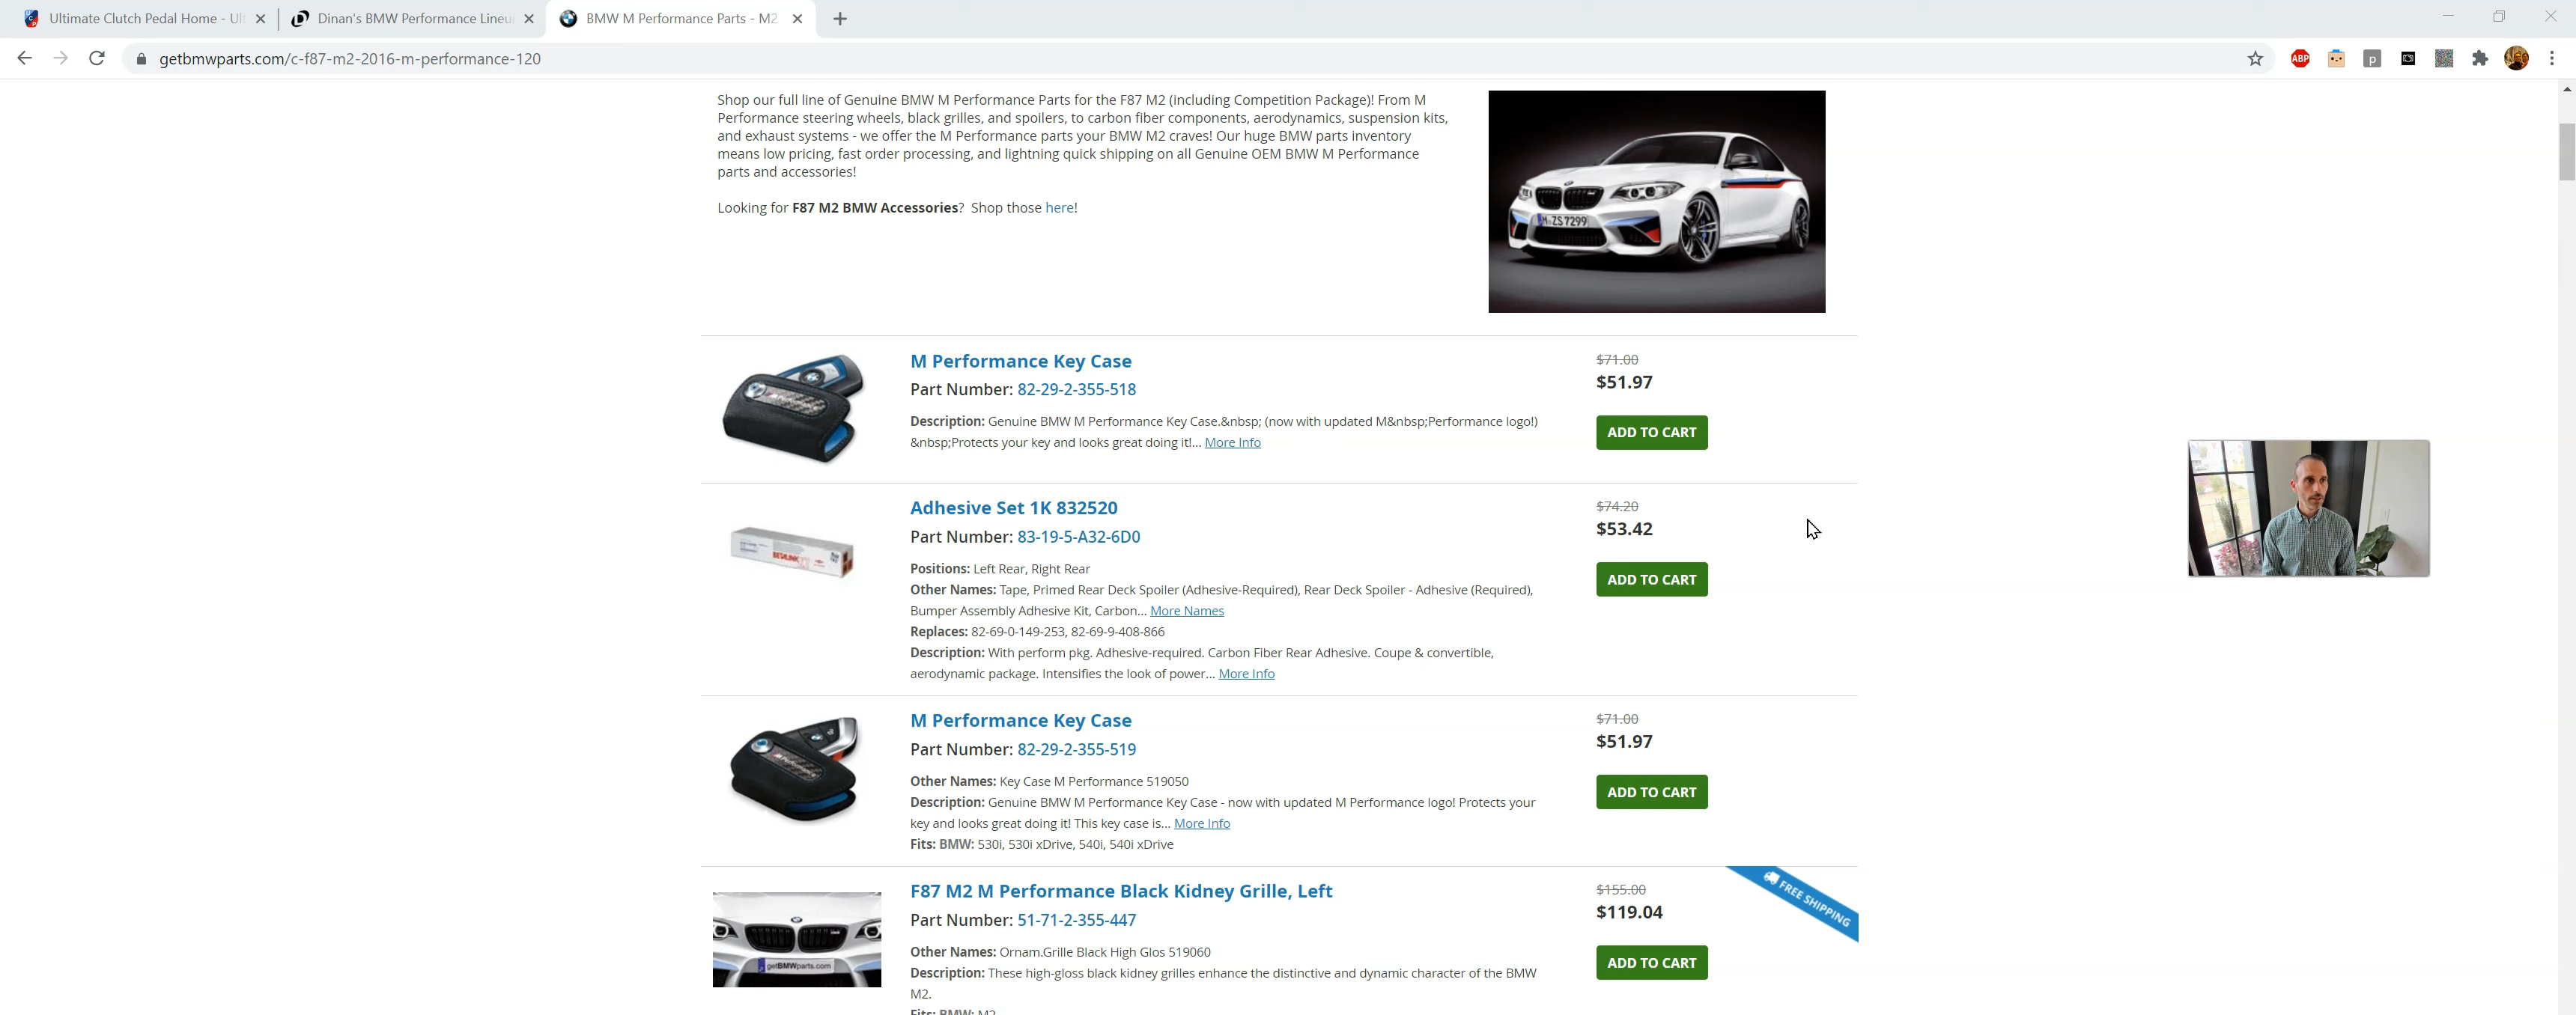 Ultimate Clutch Pedal Home - Ul
Dinan's BMW Performance Lineu
BMW M Performance Parts - M2
getbmwparts.com/c-f87-m2-2016-m-performance-120
ABP
p
Shop our full line of Genuine BMW M Performance Parts for the F87 M2 (including Competition Package)! From M
Performance steering wheels, black grilles, and spoilers, to carbon fiber components, aerodynamics, suspension kits,
and exhaust systems - we offer the M Performance parts your BMW M2 craves! Our huge BMW parts inventory
means low pricing, fast order processing, and lightning quick shipping on all Genuine OEM BMW M Performance
parts and accessories!
Looking for F87 M2 BMW Accessories? Shop those here!
M ZS 7299
M Performance Key Case
Part Number: 82-29-2-355-518
Description: Genuine BMW M Performance Key Case.&nbsp; (now with updated M&nbsp;Performance logo!)
&nbsp;Protects your key and looks great doing it!... More Info
$71.00
$51.97
ADD TO CART
Adhesive Set 1K 832520
Part Number: 83-19-5-A32-6D0
Positions: Left Rear, Right Rear
Other Names: Tape, Primed Rear Deck Spoiler (Adhesive-Required), Rear Deck Spoiler - Adhesive (Required),
Bumper Assembly Adhesive Kit, Carbon... More Names
Replaces: 82-69-0-149-253, 82-69-9-408-866
Description: With perform pkg. Adhesive-required. Carbon Fiber Rear Adhesive. Coupe & convertible,
aerodynamic package. Intensifies the look of power... More Info
$74.20
$53.42
ADD TO CART
M Performance Key Case
Part Number: 82-29-2-355-519
Other Names: Key Case M Performance 519050
Description: Genuine BMW M Performance Key Case - now with updated M Performance logo! Protects your
key and looks great doing it! This key case is... More Info
Fits: BMW: 530i, 530i xDrive, 540i, 540i xDrive
$71.00
$51.97
ADD TO CART
F87 M2 M Performance Black Kidney Grille, Left
Part Number: 51-71-2-355-447
Other Names: Ornam.Grille Black High Glos 519060
Description: These high-gloss black kidney grilles enhance the distinctive and dynamic character of the BMW
M2.
Fits: BMW: M2
$155.00
$119.04
ADD TO CART
FREE SHIPPING
getBMWparts.com